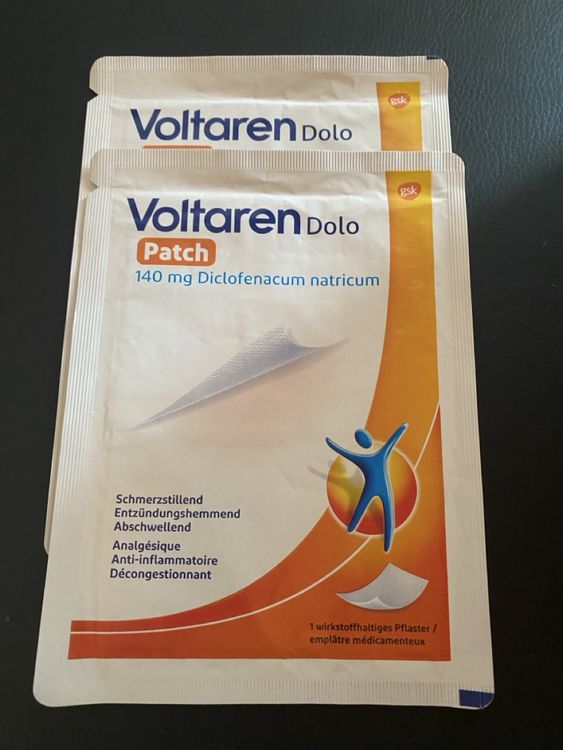 gsk
Voltaren Dolo
gsk
Voltaren Dolo
Patch
140 mg Diclofenacum natricum
Schmerzstillend
Entzündungshemmend
Abschwellend
Analgésique
Anti-inflammatoire
Décongestionnant
1 wirkstoffhaltiges Pflaster /
emplâtre médicamenteux